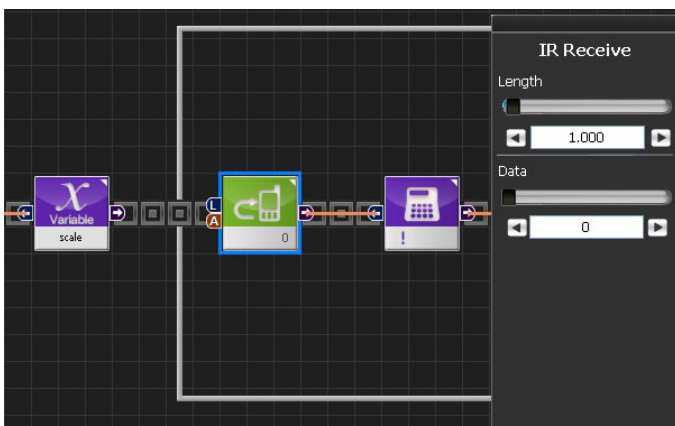 IR Receive
Length
1.000
Data
0
X
Variable
scale
L
A
0
!